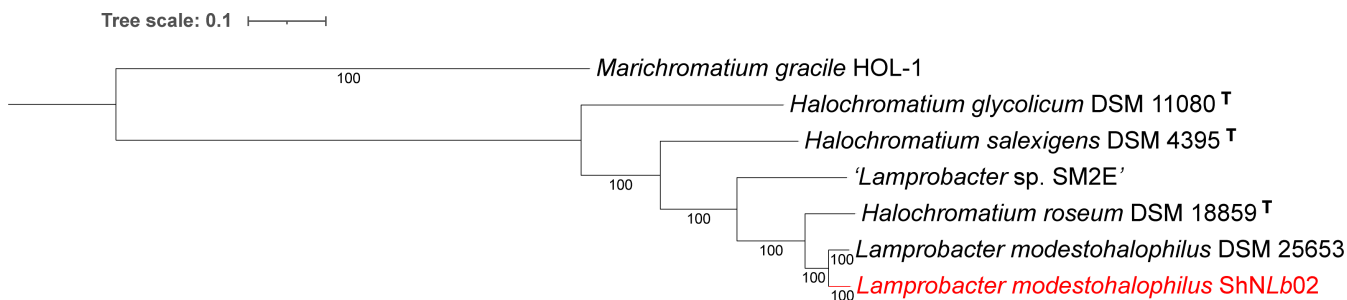 Tree scale: 0.1
Marichromatium gracile HOL-1
100
Halochromatium glycolicum DSM 11080 T
Halochromatium salexigens DSM 4395 T
100
‘Lamprobacter sp. SM2E’
100
Halochromatium roseum DSM 18859 T
100
Lamprobacter modestohalophilus DSM 25653
100
100
Lamprobacter modestohalophilus ShNLb02
100